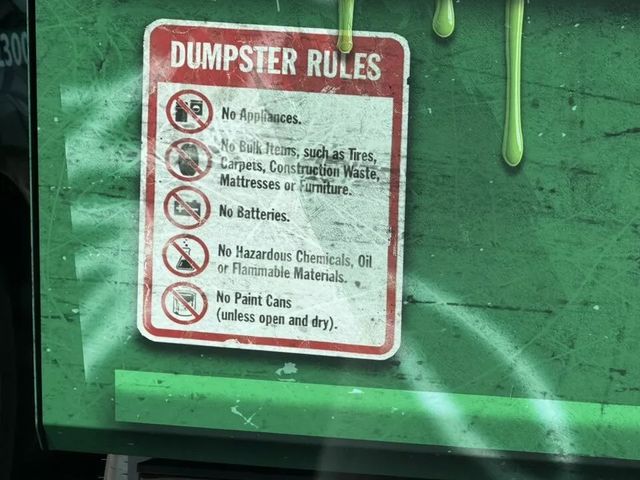 300
DUMPSTER RULES
No Appliances.
No Bulk Items, such as Tires,
Carpets, Construction Waste,
Mattresses or Furniture.
No Batteries.
No Hazardous Chemicals, Oil
or Flammable Materials.
No Paint Cans
(unless open and dry).